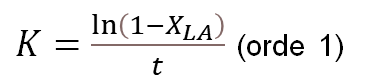 K = ln(1−X_LA) / t (orde 1)